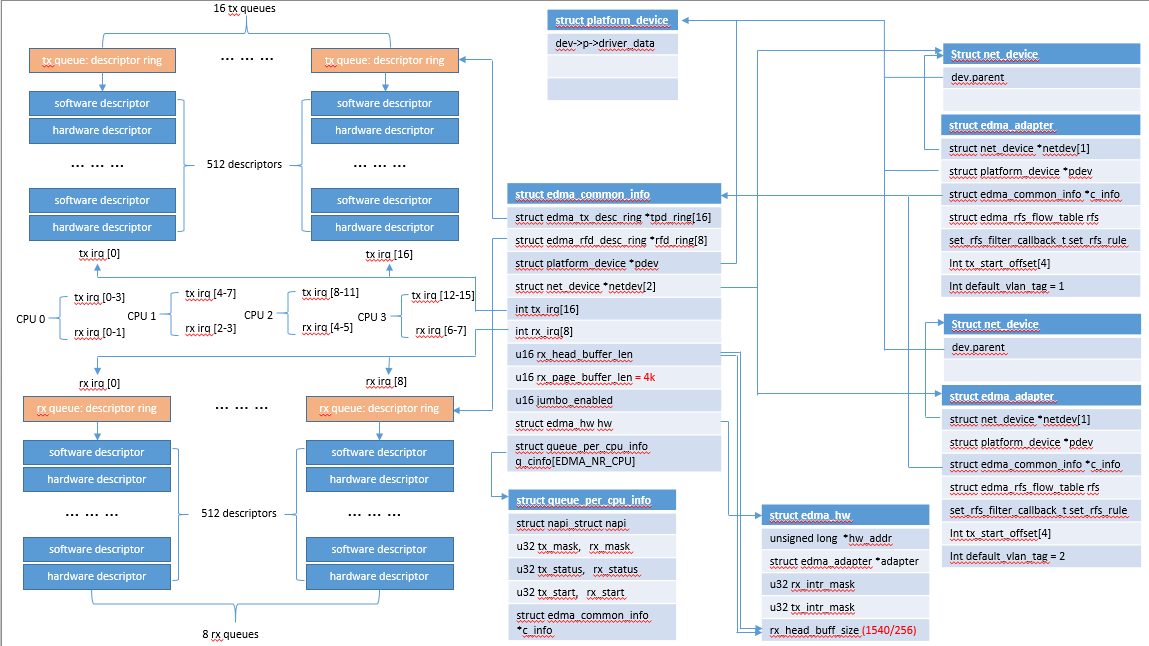 16 tx queues
tx queue: descriptor ring
... ... ...
tx queue: descriptor ring
software descriptor
hardware descriptor
... ... ...
software descriptor
hardware descriptor
512 descriptors
software descriptor
hardware descriptor
... ... ...
software descriptor
hardware descriptor
tx irq [0]
tx irq [16]
CPU 0
tx irq [0-3]
rx irq [0-1]
CPU 1
tx irq [4-7]
rx irq [2-3]
CPU 2
tx irq [8-11]
rx irq [4-5]
CPU 3
tx irq [12-15]
rx irq [6-7]
rx irq [0]
rx irq [8]
rx queue: descriptor ring
... ... ...
rx queue: descriptor ring
software descriptor
hardware descriptor
... ... ...
software descriptor
hardware descriptor
512 descriptors
software descriptor
hardware descriptor
... ... ...
software descriptor
hardware descriptor
8 rx queues
struct platform_device
dev->p->driver_data
struct edma_common_info
struct edma_tx_desc_ring *tpd_ring[16]
struct edma_rfd_desc_ring *rfd_ring[8]
struct platform_device *pdev
struct net_device *netdev[2]
int tx_irq[16]
int rx_irq[8]
u16 rx_head_buffer_len
u16 rx_page_buffer_len = 4k
u16 jumbo_enabled
struct edma_hw hw
struct queue_per_cpu_info
q_cinfo[EDMA_NR_CPU]
struct queue_per_cpu_info
struct napi_struct napi
u32 tx_mask, rx_mask
u32 tx_status, rx_status
u32 tx_start, rx_start
struct edma_common_info
*c_info
struct edma_hw
unsigned long *hw_addr
struct edma_adapter *adapter
u32 rx_intr_mask
u32 tx_intr_mask
rx_head_buff_size (1540/256)
Struct net_device
dev.parent
struct edma_adapter
struct net_device *netdev[1]
struct platform_device *pdev
struct edma_common_info *c_info
struct edma_rfs_flow_table rfs
set_rfs_filter_callback_t set_rfs_rule
Int tx_start_offset[4]
Int default_vlan_tag = 1
Struct net_device
dev.parent
struct edma_adapter
struct net_device *netdev[1]
struct platform_device *pdev
struct edma_common_info *c_info
struct edma_rfs_flow_table rfs
set_rfs_filter_callback_t set_rfs_rule
Int tx_start_offset[4]
Int default_vlan_tag = 2